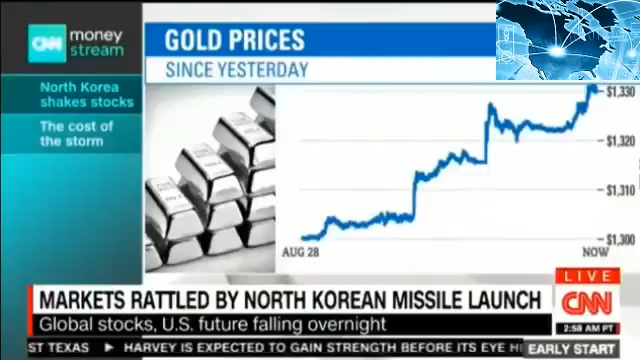 CNN money
stream
North Korea
shakes stocks
The cost of
the storm
GOLD PRICES
SINCE YESTERDAY
$1,330
$1,320
$1,310
$1,300
AUG 28
NOW
LIVE
MARKETS RATTLED BY NORTH KOREAN MISSILE LAUNCH
Global stocks, U.S. future falling overnight
CNN
2:58 AM PT
ST TEXAS ► HARVEY IS EXPECTED TO GAIN STRENGTH BEFORE ITS EYE H
EARLY START